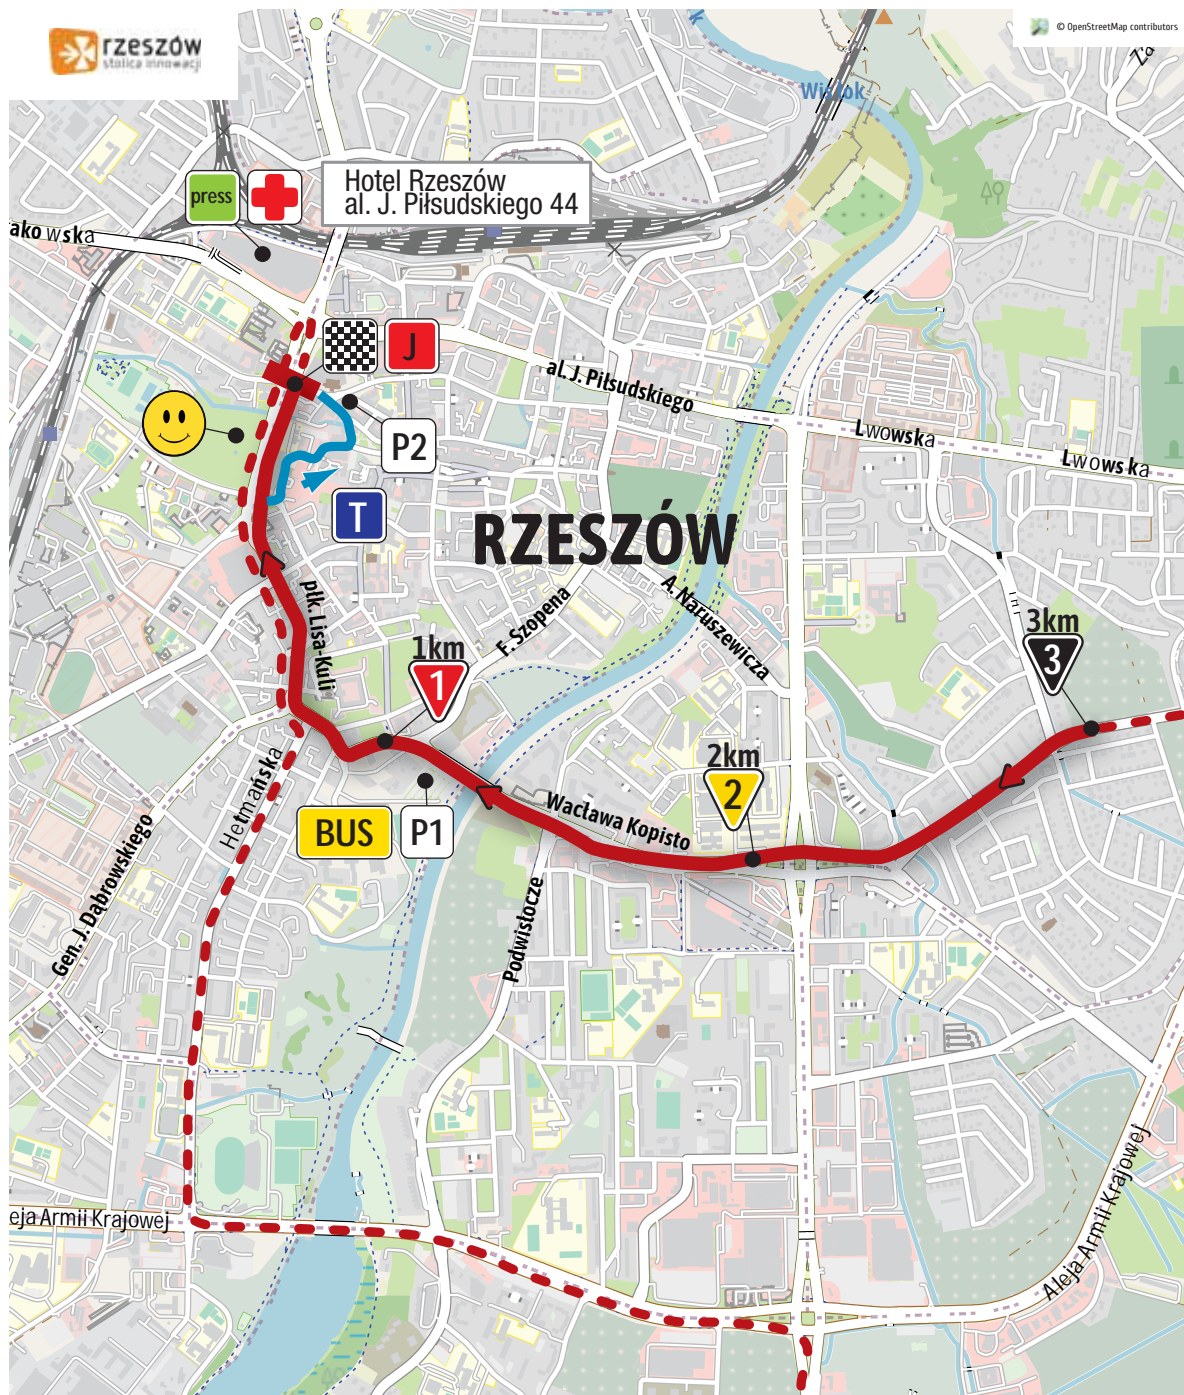 rzeszów
stolica innowacji
© OpenStreetMap contributors
Wisłok
press
Hotel Rzeszów
al. J. Piłsudskiego 44
akowska
J
al. J. Piłsudskiego
P2
Lwowska
Lwowska
T
RZESZÓW
płk. Lisa-Kuli
F. Szopena
A. Naruszewicza
1km
1
3km
3
2km
2
Hetmańska
BUS
P1
Wacława Kopisto
Gen. J. Dąbrowskiego
Podwisłocze
eja Armii Krajowej
Aleja Armii Krajowej